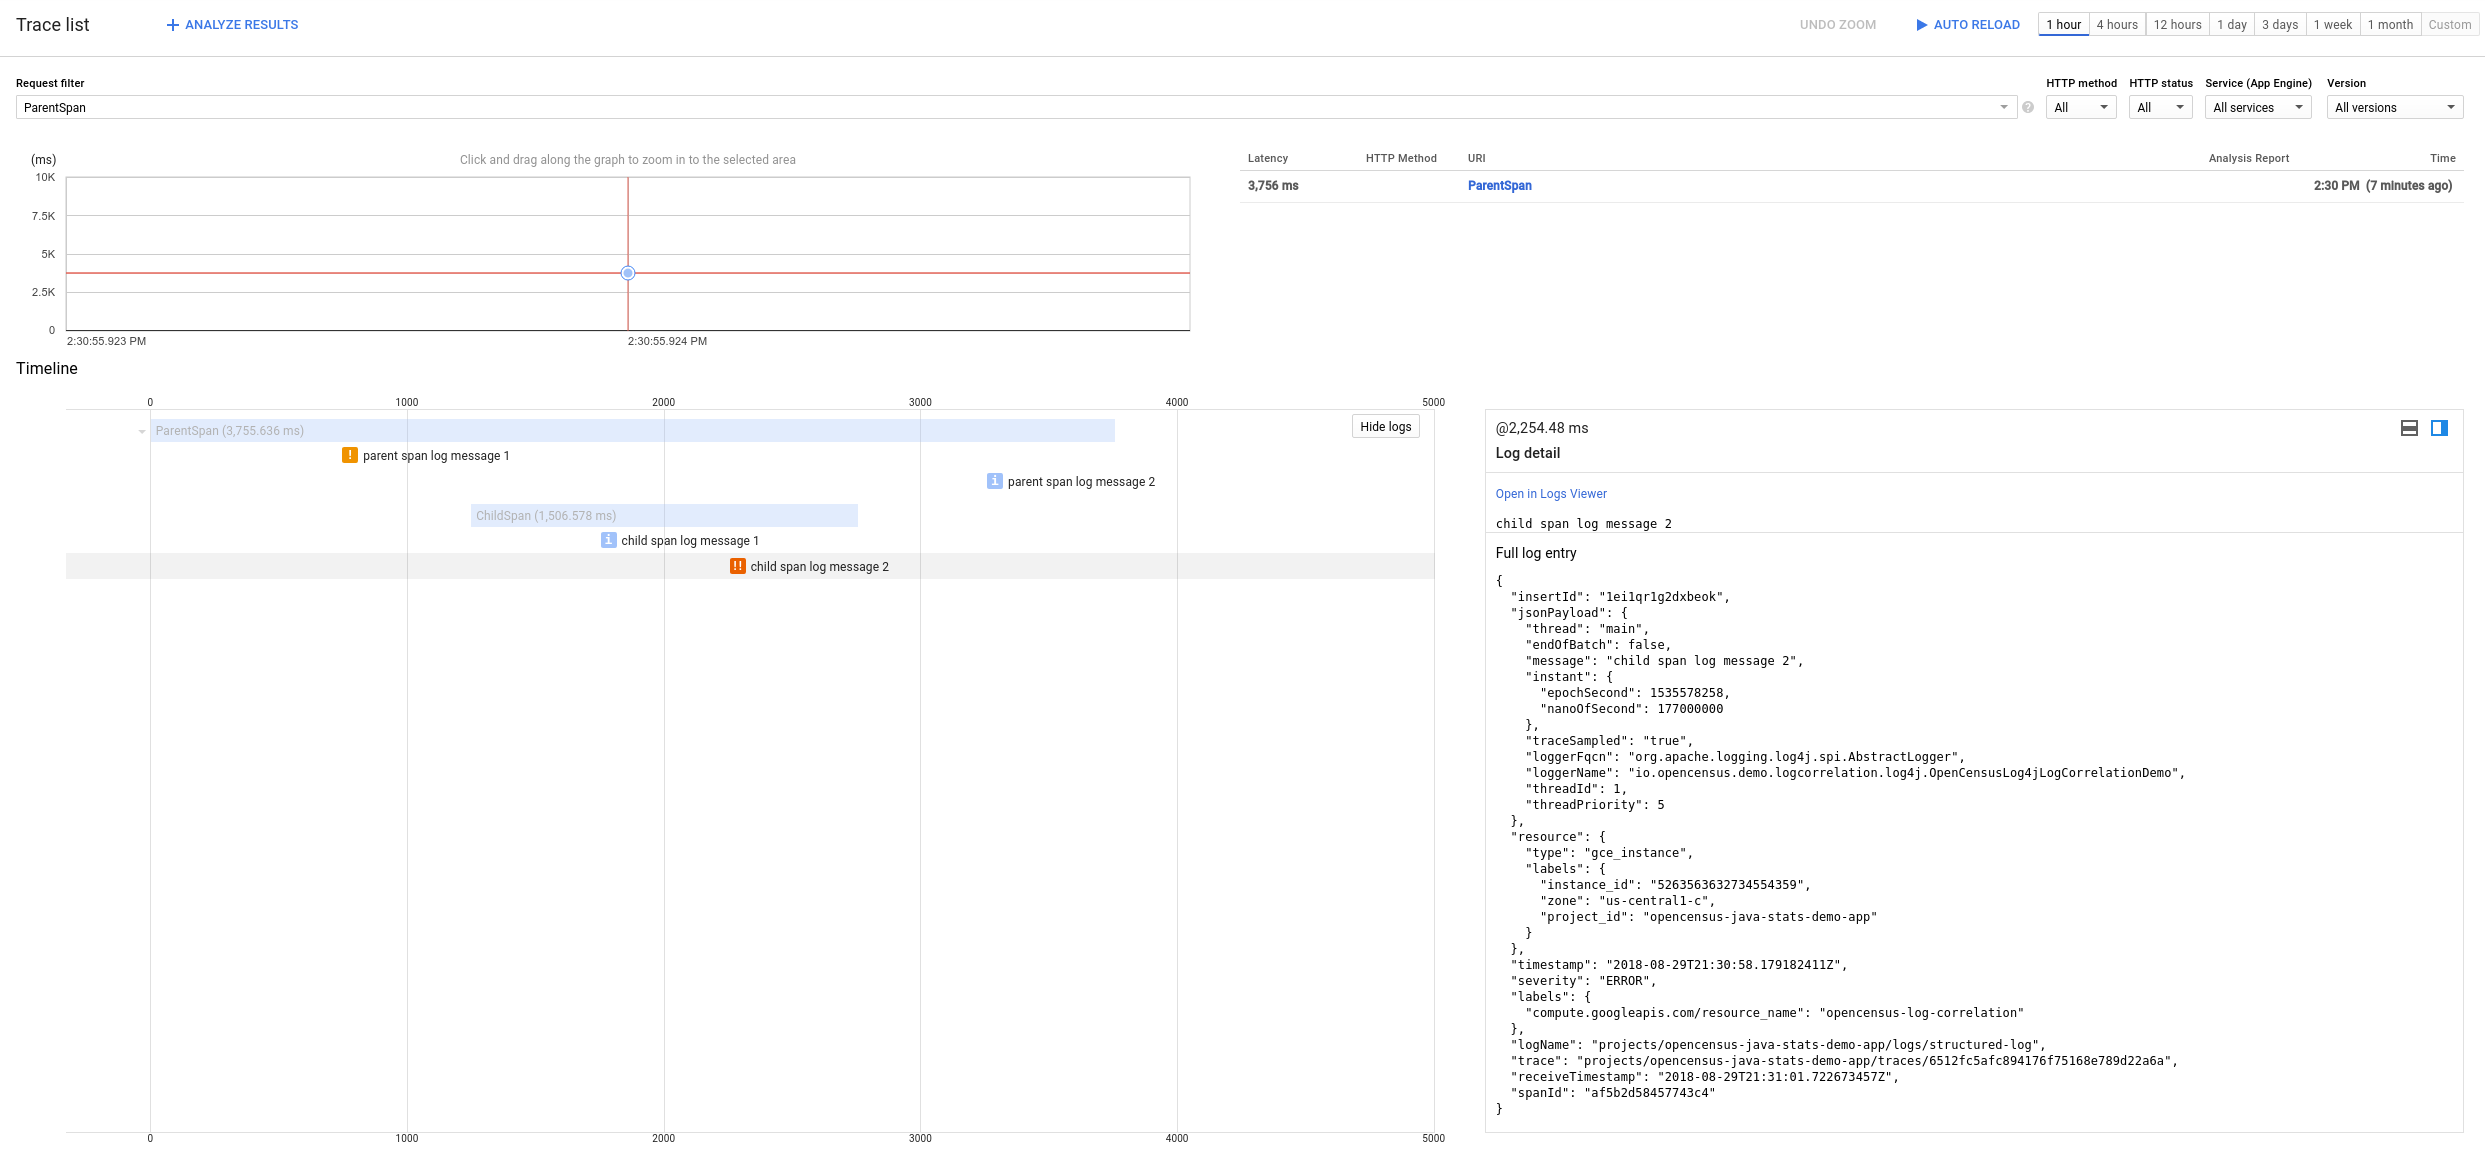 Trace list
ANALYZE RESULTS
UNDO ZOOM
AUTO RELOAD
1 hour
4 hours
12 hours
1 day
3 days
1 week
1 month
Custom
Request filter
HTTP method
HTTP status
Service (App Engine)
Version
ParentSpan
?
All
All
All services
All versions
(ms)
Click and drag along the graph to zoom in to the selected area
10K
7.5K
5K
2.5K
0
2:30:55.923 PM
2:30:55.924 PM
Latency
HTTP Method
URI
Analysis Report
Time
3,756 ms
ParentSpan
2:30 PM (7 minutes ago)
Timeline
0
1000
2000
3000
4000
5000
ParentSpan (3,755.636 ms)
Hide logs
! parent span log message 1
i parent span log message 2
ChildSpan (1,506.578 ms)
i child span log message 1
!! child span log message 2
0
1000
2000
3000
4000
5000
@2,254.48 ms
Log detail
Open in Logs Viewer
child span log message 2
Full log entry
{
"insertId": "1ei1qr1g2dxbeok",
"jsonPayload": {
"thread": "main",
"endOfBatch": false,
"message": "child span log message 2",
"instant": {
"epochSecond": 1535578258,
"nanoOfSecond": 177000000
},
"traceSampled": "true",
"loggerFqcn": "org.apache.logging.log4j.spi.AbstractLogger",
"loggerName": "io.opencensus.demo.logcorrelation.log4j.OpenCensusLog4jLogCorrelationDemo",
"threadId": 1,
"threadPriority": 5
},
"resource": {
"type": "gce_instance",
"labels": {
"instance_id": "5263563632734554359",
"zone": "us-central1-c",
"project_id": "opencensus-java-stats-demo-app"
}
},
"timestamp": "2018-08-29T21:30:58.179182411Z",
"severity": "ERROR",
"labels": {
"compute.googleapis.com/resource_name": "opencensus-log-correlation"
},
"logName": "projects/opencensus-java-stats-demo-app/logs/structured-log",
"trace": "projects/opencensus-java-stats-demo-app/traces/6512fc5afc894176f75168e789d22a6a",
"receiveTimestamp": "2018-08-29T21:31:01.722673457Z",
"spanId": "af5b2d58457743c4"
}